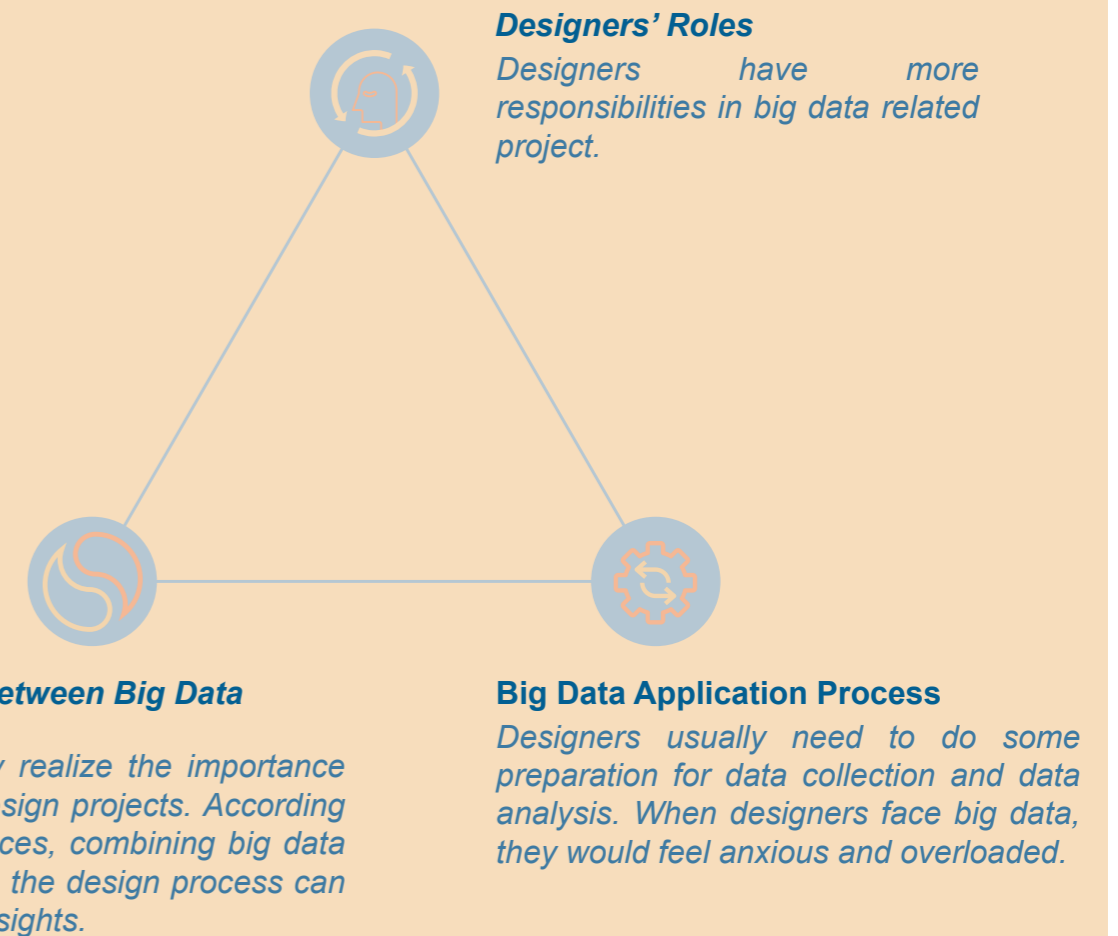 Designers’ Roles
Designers have more
responsibilities in big data related
project.
etween Big Data
realize the importance
sign projects. According
ces, combining big data
the design process can
sights.
Big Data Application Process
Designers usually need to do some
preparation for data collection and data
analysis. When designers face big data,
they would feel anxious and overloaded.